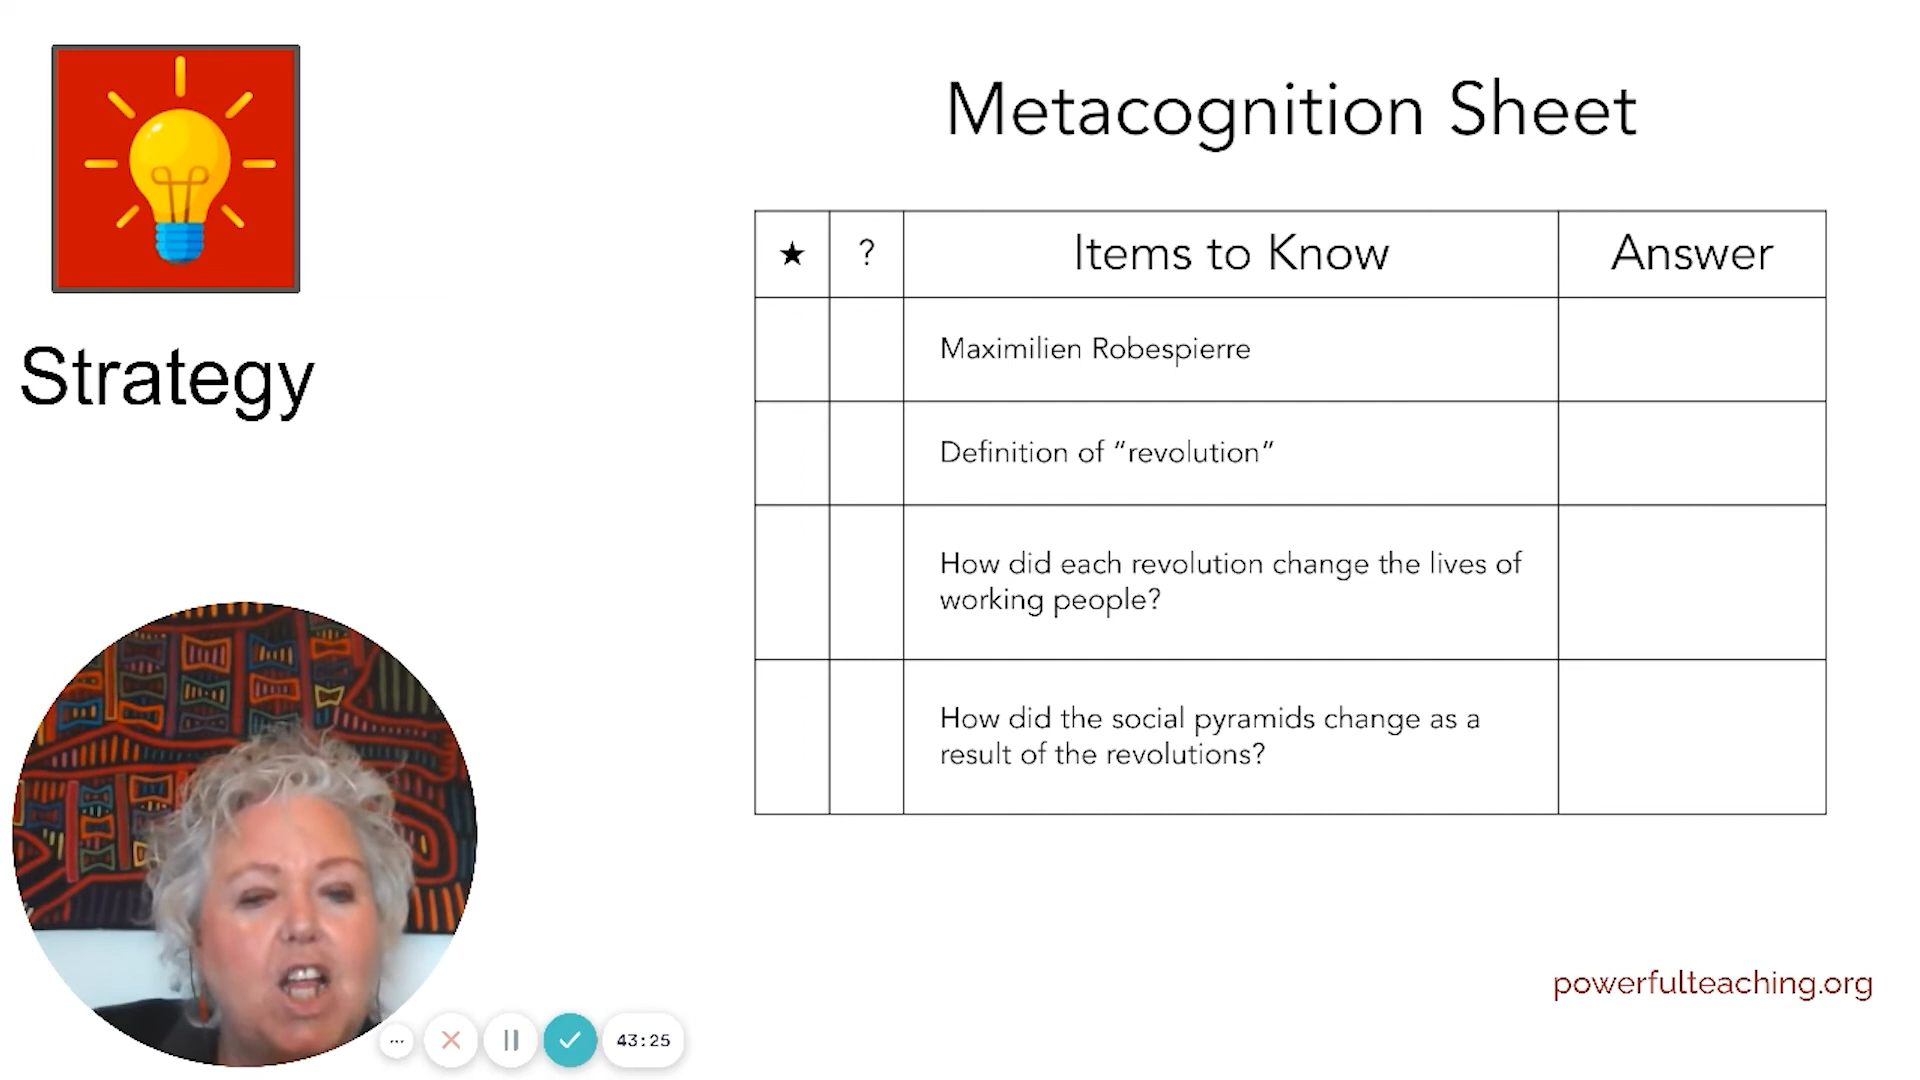 Strategy
Metacognition Sheet
★ ? Items to Know Answer
Maximilien Robespierre
Definition of “revolution”
How did each revolution change the lives of
working people?
How did the social pyramids change as a
result of the revolutions?
powerfulteaching.org
43:25